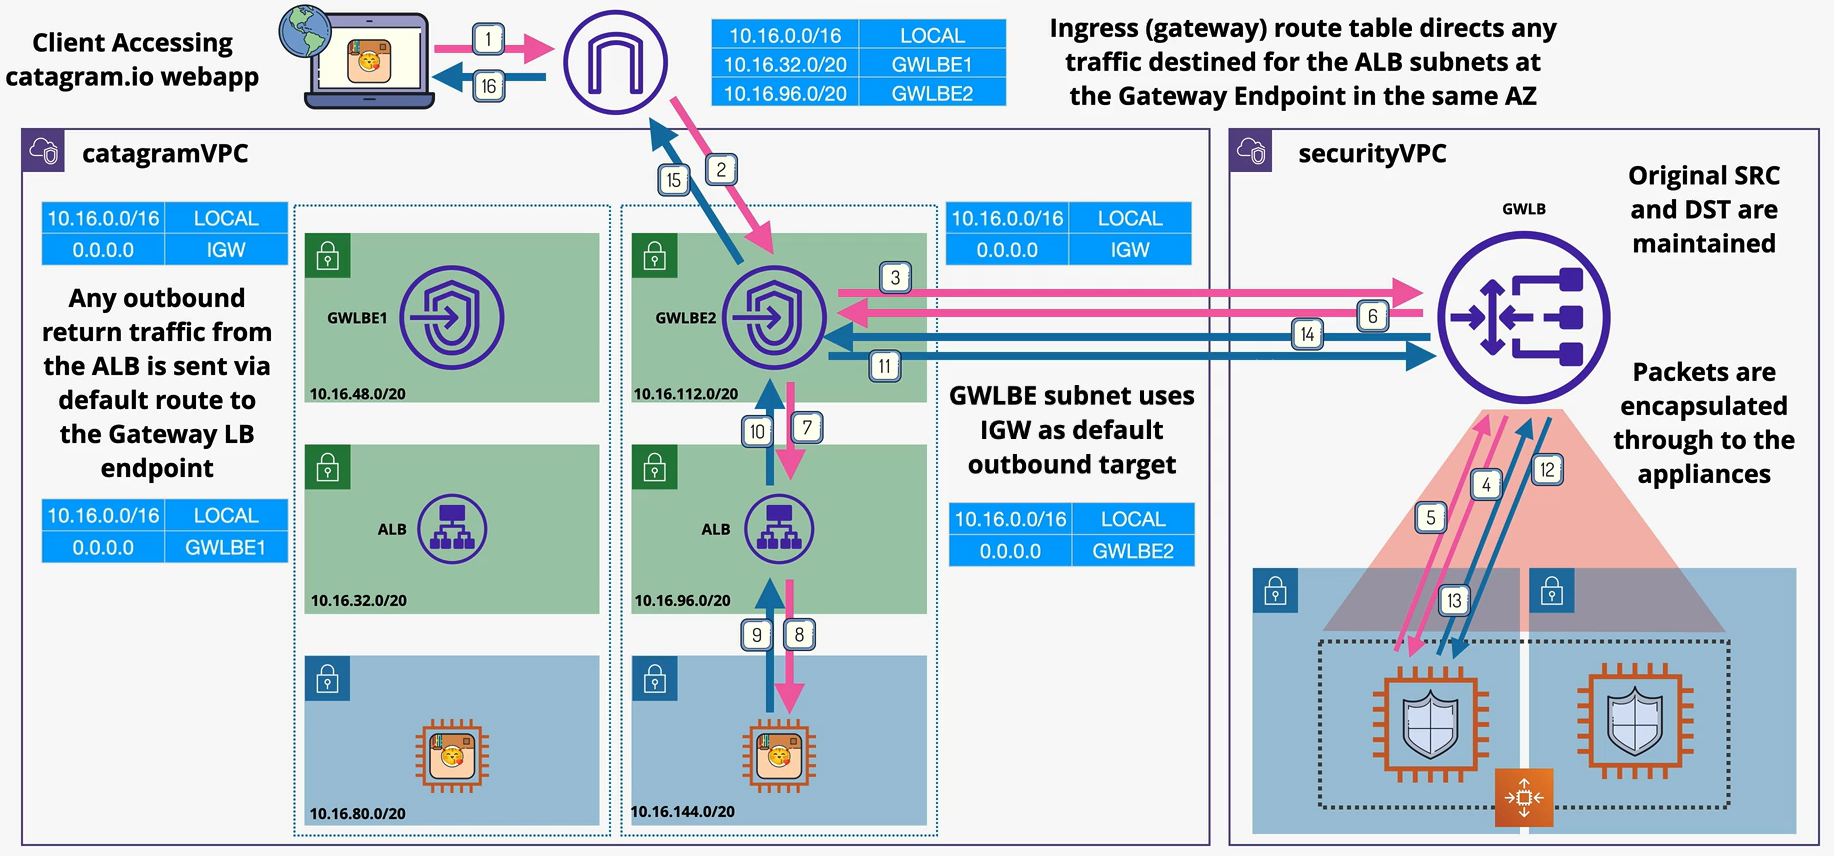 Client Accessing
catagram.io webapp
1
16
10.16.0.0/16 LOCAL
10.16.32.0/20 GWLBE1
10.16.96.0/20 GWLBE2
Ingress (gateway) route table directs any
traffic destined for the ALB subnets at
the Gateway Endpoint in the same AZ
catagramVPC
15
2
10.16.0.0/16 LOCAL
0.0.0.0 IGW
Any outbound
return traffic from
the ALB is sent via
default route to
the Gateway LB
endpoint
10.16.0.0/16 LOCAL
0.0.0.0 GWLBE1
GWLBE1
10.16.48.0/20
ALB
10.16.32.0/20
10.16.80.0/20
GWLBE2
10.16.112.0/20
10
7
ALB
10.16.96.0/20
9
8
10.16.144.0/20
10.16.0.0/16 LOCAL
0.0.0.0 IGW
3
6
14
11
GWLBE subnet uses
IGW as default
outbound target
10.16.0.0/16 LOCAL
0.0.0.0 GWLBE2
securityVPC
GWLB
Original SRC
and DST are
maintained
Packets are
encapsulated
through to the
appliances
12
4
5
13